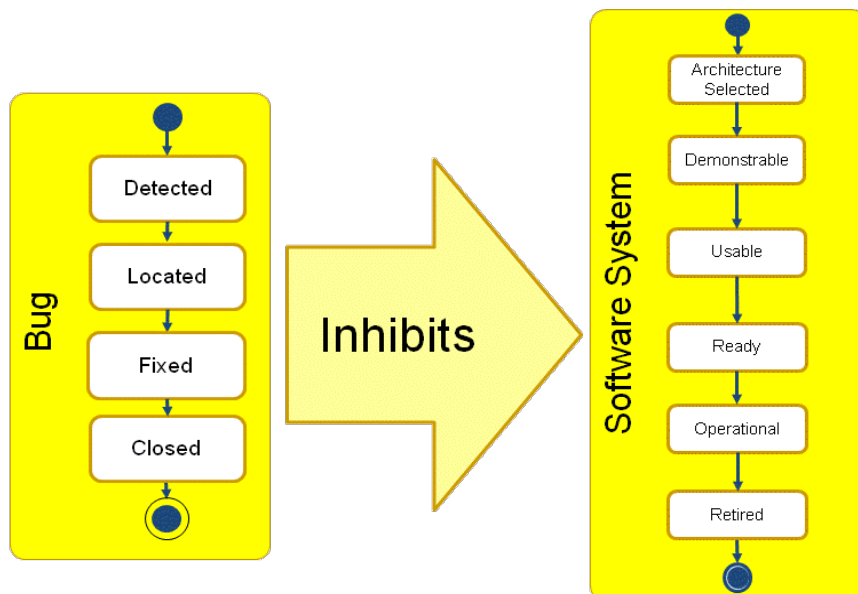 Bug
Detected
Located
Fixed
Closed
Inhibits
Software System
Architecture
Selected
Demonstrable
Usable
Ready
Operational
Retired